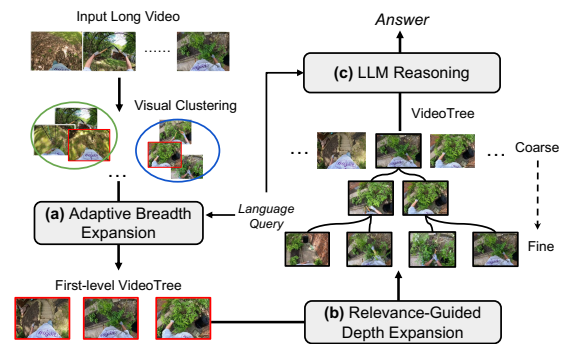 Input Long Video
......
Visual Clustering
...
(a) Adaptive Breadth
Expansion
First-level VideoTree
Language
Query
Answer
(c) LLM Reasoning
VideoTree
...
...
Coarse
Fine
(b) Relevance-Guided
Depth Expansion